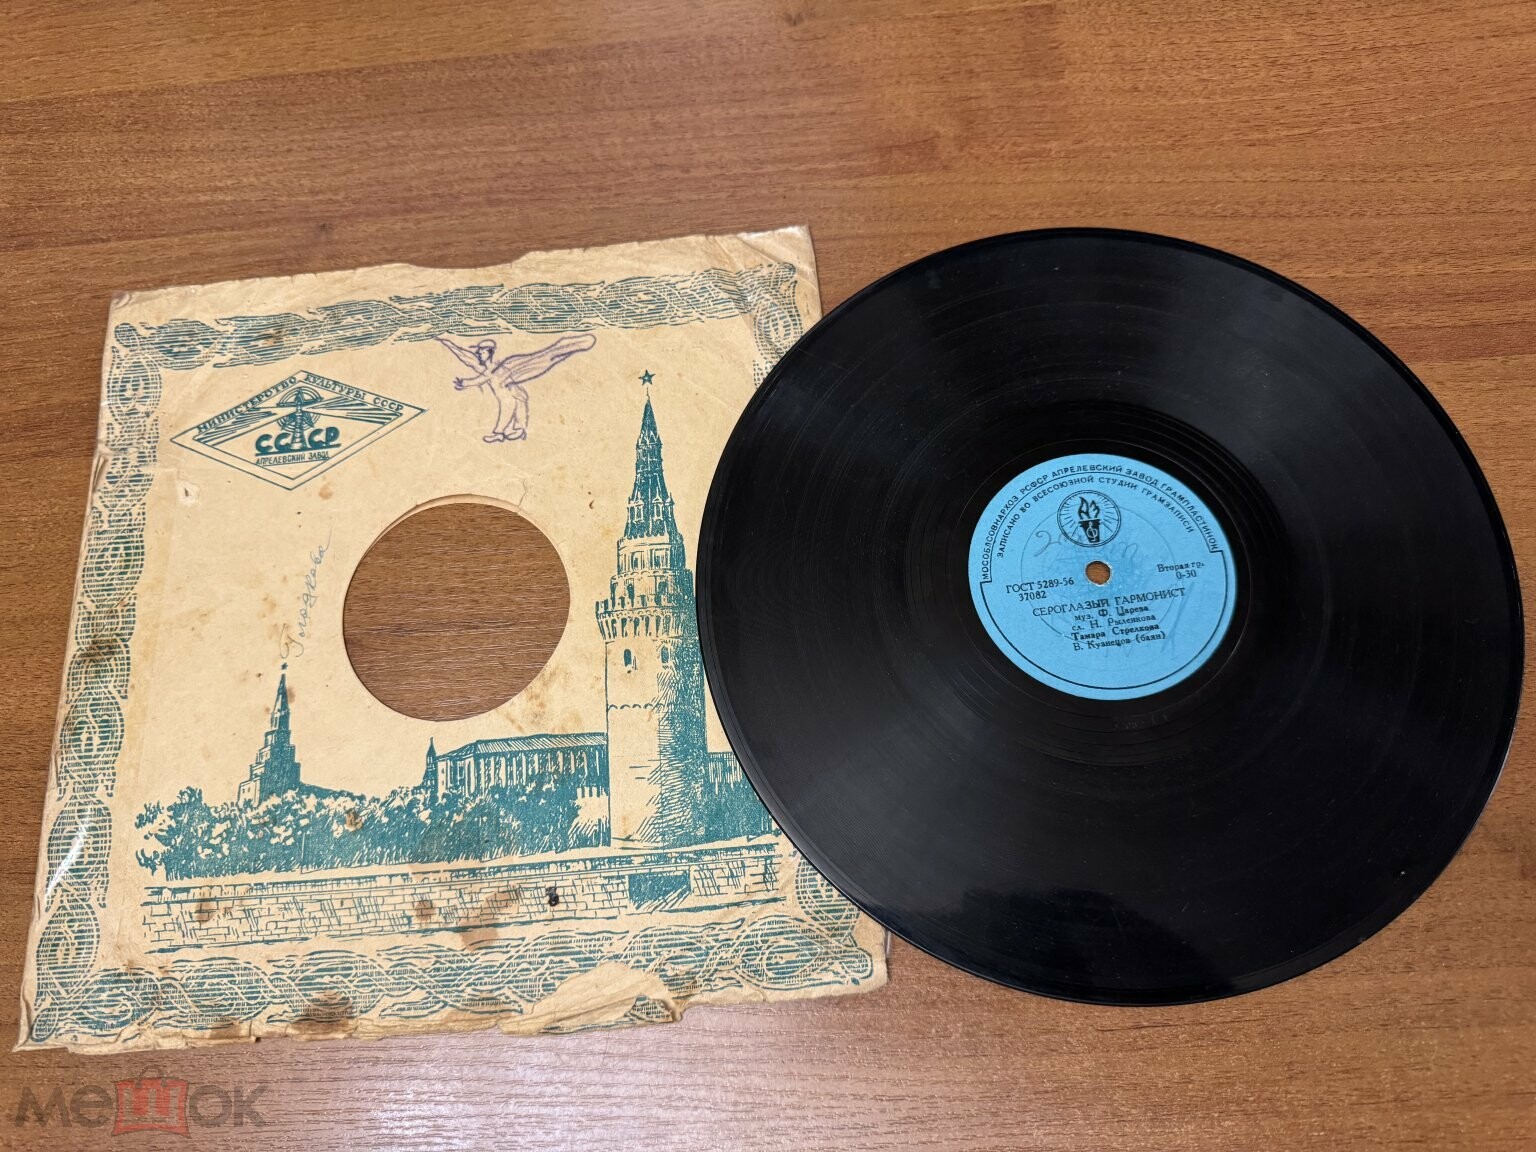 МИНИСТЕРСТВО КУЛЬТУРЫ СССР
СССР
АПРЕЛЕВСКИЙ ЗАВОД
МОСОБЛСОВНАРХОЗ РСФСР АПРЕЛЕВСКИЙ ЗАВОД ГРАМПЛАСТИНОК
ЗАПИСАНО ВО ВСЕСОЮЗНОЙ СТУДИИ ГРАМЗАПИСИ
ГОСТ 5289-56
37082
Вторая гр.
0-50
СЕРОГЛАЗЫЙ ГАРМОНИСТ
муз. Ф. Царева
сл. Н. Рыленкова
Тамара Стрелкова
В. Кузнецов (баян)
мешок